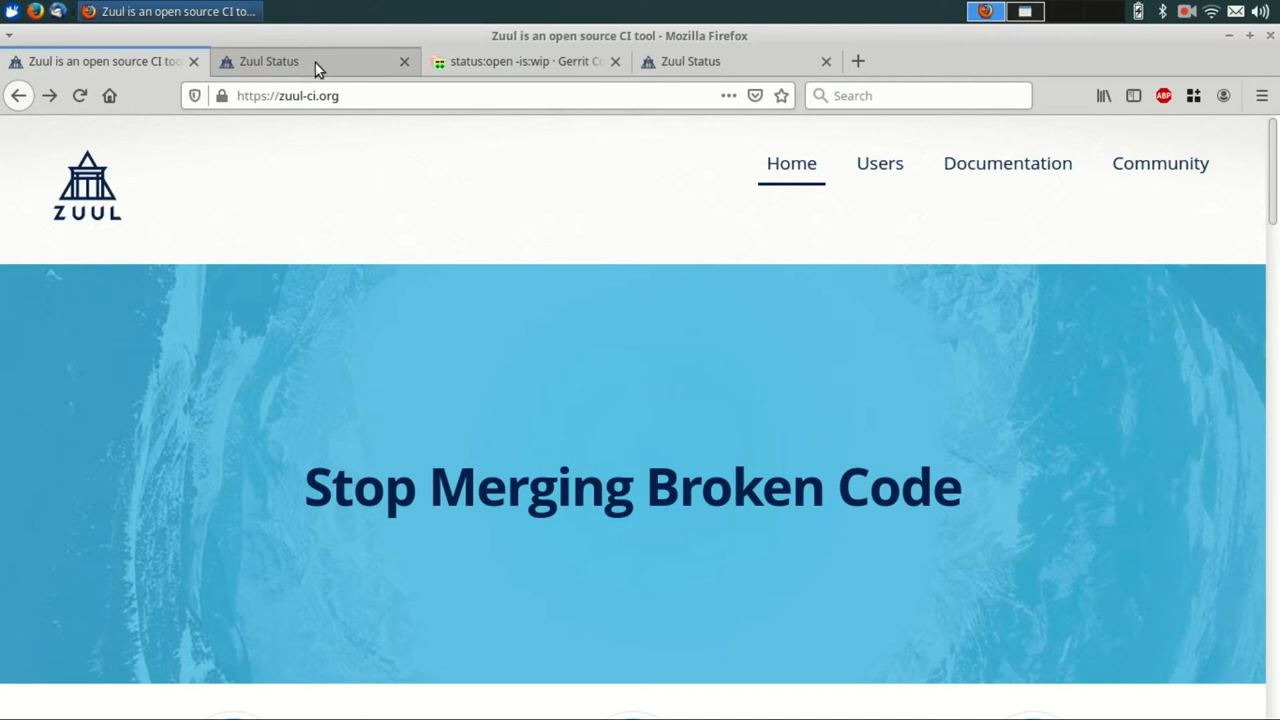 Zuul is an open source CI to...
Zuul is an open source CI tool - Mozilla Firefox
Zuul is an open source CI too
Zuul Status
status:open -is:wip · Gerrit Co
Zuul Status
https://zuul-ci.org
Search
ABP
ZUUL
Home
Users
Documentation
Community
Stop Merging Broken Code